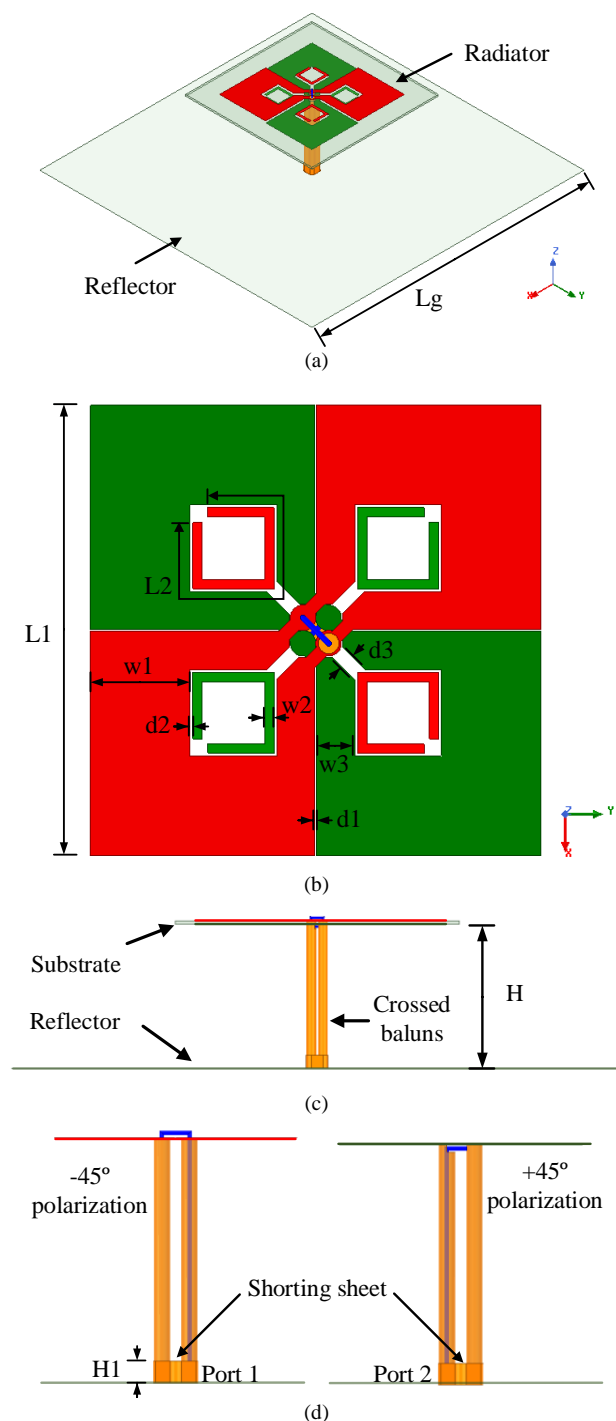 Radiator
Reflector
Lg
Z
X
Y
(a)
L1
L2
w1
d2
w2
d3
w3
d1
Z
Y
X
(b)
Substrate
Reflector
Crossed
baluns
H
(c)
-45º
polarization
+45º
polarization
Shorting sheet
H1
Port 1
Port 2
(d)